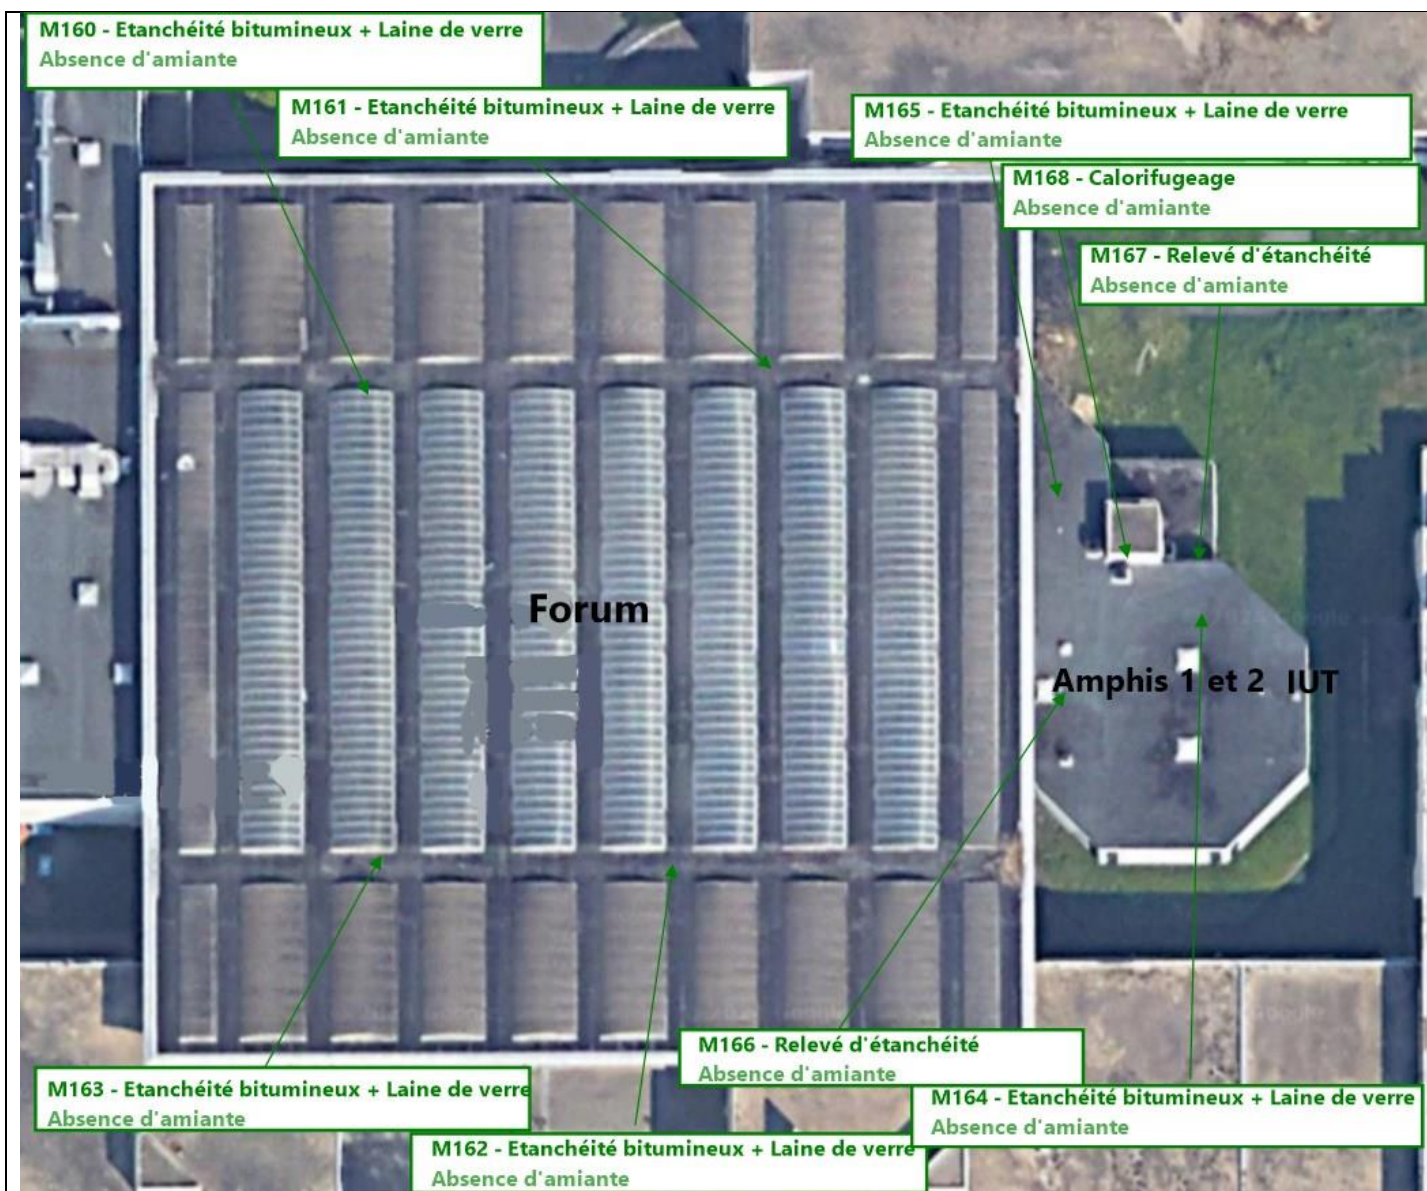 M160 - Etanchéité bitumineux + Laine de verre
Absence d'amiante
M161 - Etanchéité bitumineux + Laine de verre
Absence d'amiante
M165 - Etanchéité bitumineux + Laine de verre
Absence d'amiante
M168 - Calorifugeage
Absence d'amiante
M167 - Relevé d'étanchéité
Absence d'amiante
Forum
Amphis 1 et 2 IUT
M166 - Relevé d'étanchéité
Absence d'amiante
M163 - Etanchéité bitumineux + Laine de verre
Absence d'amiante
M164 - Etanchéité bitumineux + Laine de verre
Absence d'amiante
M162 - Etanchéité bitumineux + Laine de verre
Absence d'amiante